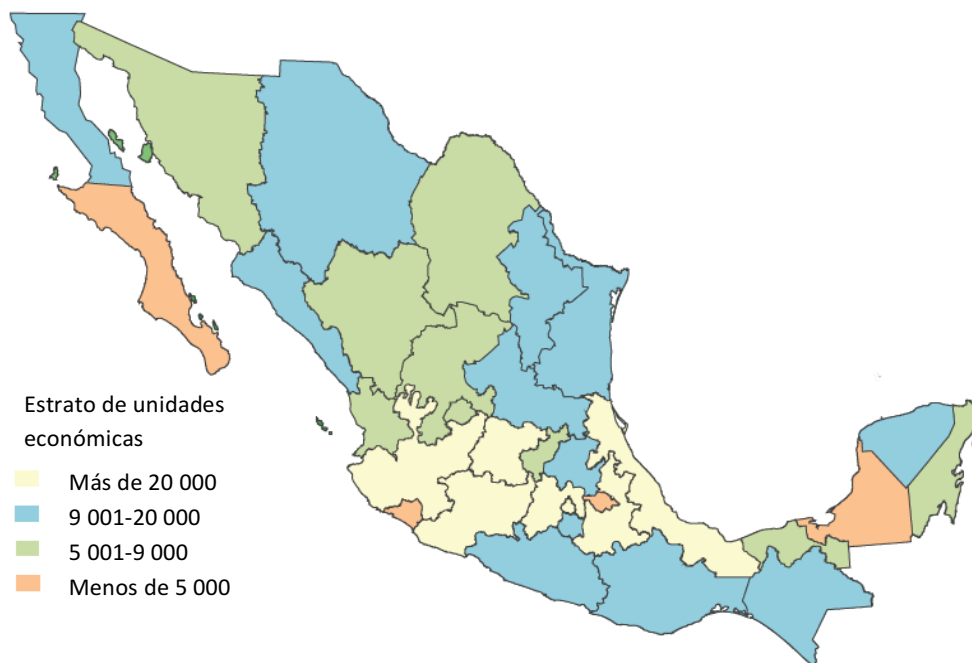 Estrato de unidades
económicas
Más de 20 000
9 001-20 000
5 001-9 000
Menos de 5 000